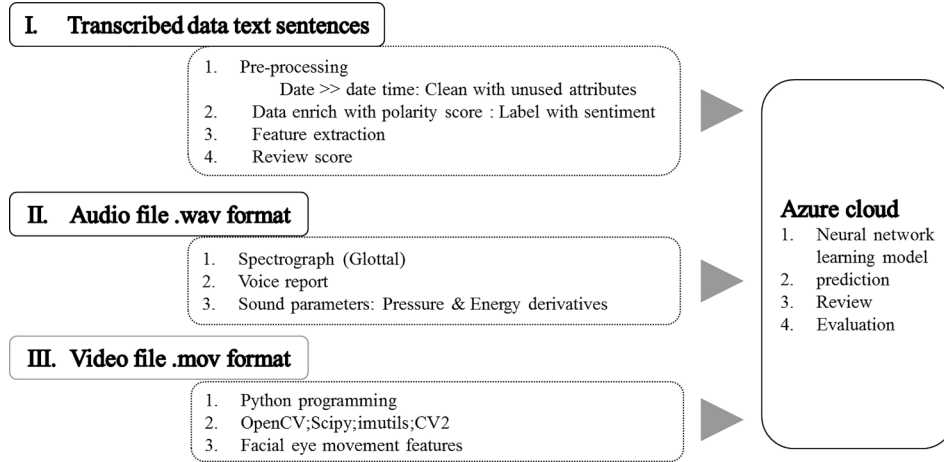 I. Transcribed data text sentences
1. Pre-processing
Date >> date time: Clean with unused attributes
2. Data enrich with polarity score : Label with sentiment
3. Feature extraction
4. Review score
II. Audio file .wav format
1. Spectrograph (Glottal)
2. Voice report
3. Sound parameters: Pressure & Energy derivatives
III. Video file .mov format
1. Python programming
2. OpenCV;Scipy;imutils;CV2
3. Facial eye movement features
Azure cloud
1. Neural network
learning model
2. prediction
3. Review
4. Evaluation